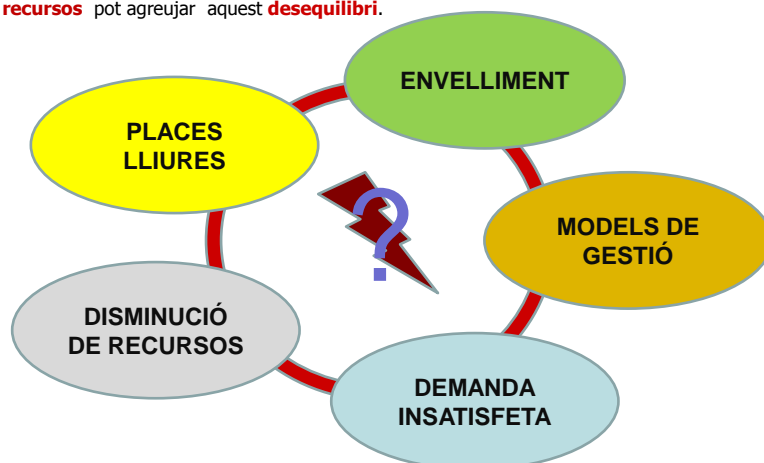 recursos pot agreujar aquest desequilibri.
ENVELLIMENT
PLACES
LLIURES
?
MODELS DE
GESTIÓ
DISMINUCIÓ
DE RECURSOS
DEMANDA
INSATISFETA